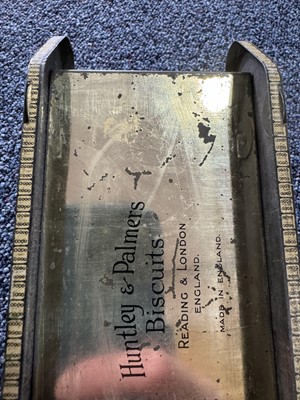 Huntley & Palmers
Biscuits
READING & LONDON
ENGLAND.
MADE IN ENGLAND.